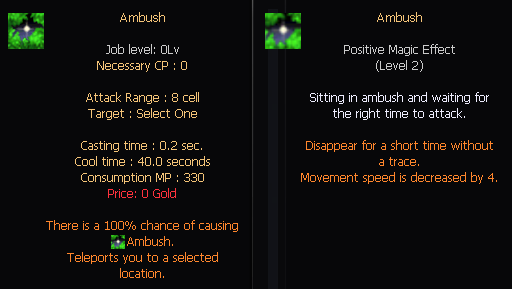 Ambush
Job level: 0Lv
Necessary CP : 0
Attack Range : 8 cell
Target : Select One
Casting time : 0.2 sec.
Cool time : 40.0 seconds
Consumption MP : 330
Price: 0 Gold
There is a 100% chance of causing
Ambush.
Teleports you to a selected
location.
Ambush
Positive Magic Effect
(Level 2)
Sitting in ambush and waiting for
the right time to attack.
Disappear for a short time without
a trace.
Movement speed is decreased by 4.